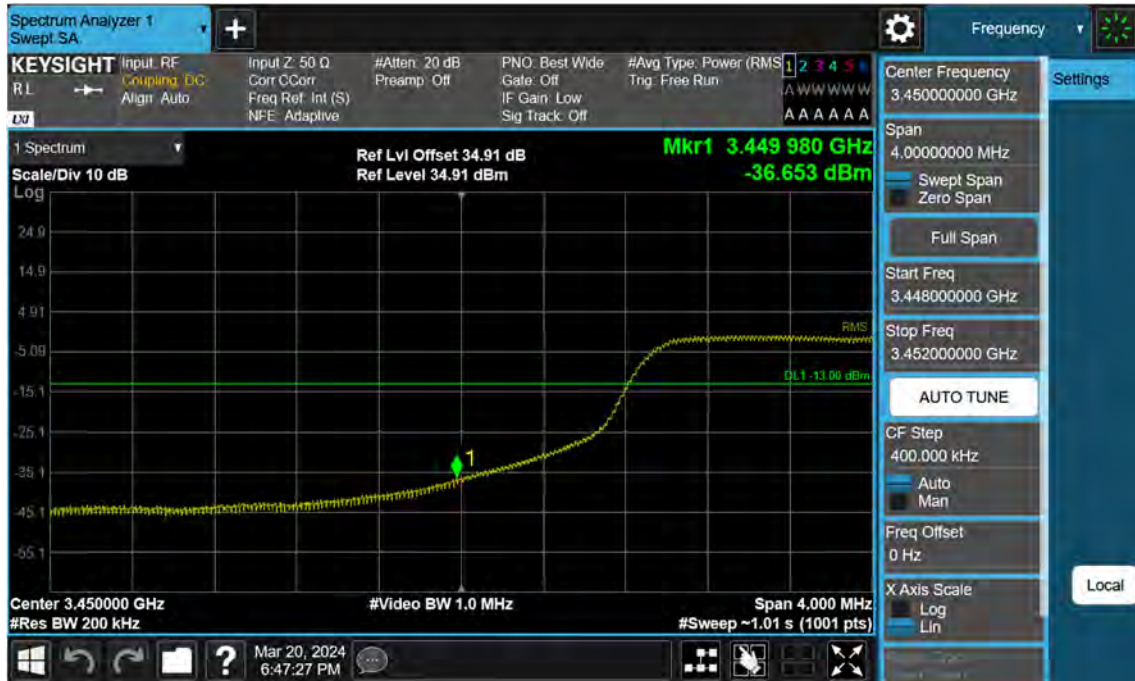 Spectrum Analyzer 1
Swept SA
Frequency
KEYSIGHT
RL
LXI
Input: RF
Coupling: DC
Align: Auto
Input Z: 50 Ω
Corr CCorr
Freq Ref: Int (S)
NFE: Adaptive
#Atten: 20 dB
Preamp: Off
PNO: Best Wide
Gate: Off
IF Gain: Low
Sig Track: Off
#Avg Type: Power (RMS
Trig: Free Run
1 2 3 4 5 6
A W W W W W
A A A A A A
1 Spectrum
Scale/Div 10 dB
Ref Lvl Offset 34.91 dB
Ref Level 34.91 dBm
Mkr1 3.449 980 GHz
-36.653 dBm
Log
24.9
14.9
4.91
-5.09
-15.1
-25.1
-35.1
-45.1
-55.1
RMS
DL1 -13.00 dBm
1
Center 3.450000 GHz
#Res BW 200 kHz
#Video BW 1.0 MHz
Span 4.000 MHz
#Sweep ~1.01 s (1001 pts)
Center Frequency
3.450000000 GHz
Span
4.00000000 MHz
Swept Span
Zero Span
Full Span
Start Freq
3.448000000 GHz
Stop Freq
3.452000000 GHz
AUTO TUNE
CF Step
400.000 kHz
Auto
Man
Freq Offset
0 Hz
X Axis Scale
Log
Lin
Settings
Local
?
Mar 20, 2024
6:47:27 PM